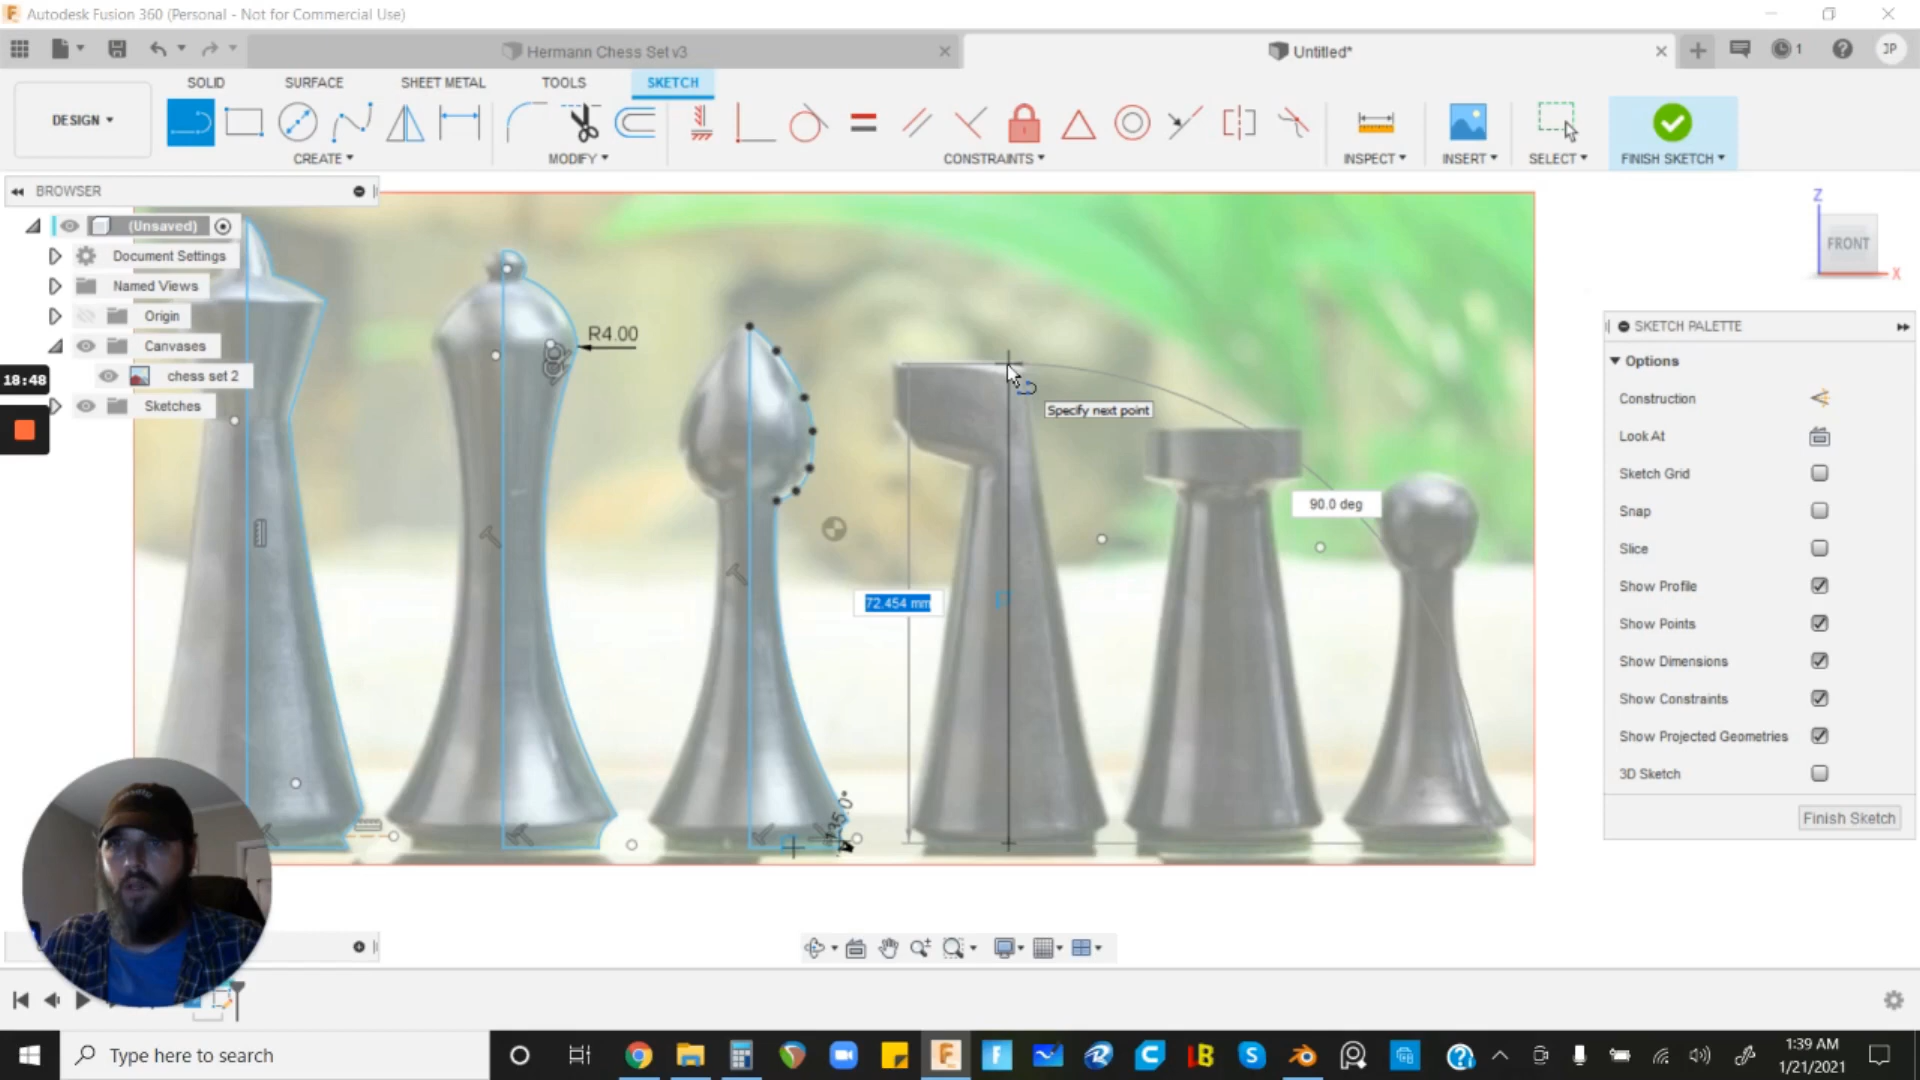 Autodesk Fusion 360 (Personal - Not for Commercial Use)
Hermann Chess Set v3
Untitled*
1
JP
SOLID
SURFACE
SHEET METAL
TOOLS
SKETCH
DESIGN
CREATE
MODIFY
CONSTRAINTS
INSPECT
INSERT
SELECT
FINISH SKETCH
BROWSER
(Unsaved)
Document Settings
Named Views
Origin
Canvases
chess set 2
Sketches
18:48
R4.00
Specify next point
90.0 deg
72.454 mm
135.0°
Z
FRONT
X
SKETCH PALETTE
Options
Construction
Look At
Sketch Grid
Snap
Slice
Show Profile
Show Points
Show Dimensions
Show Constraints
Show Projected Geometries
3D Sketch
Finish Sketch
Type here to search
1:39 AM
1/21/2021